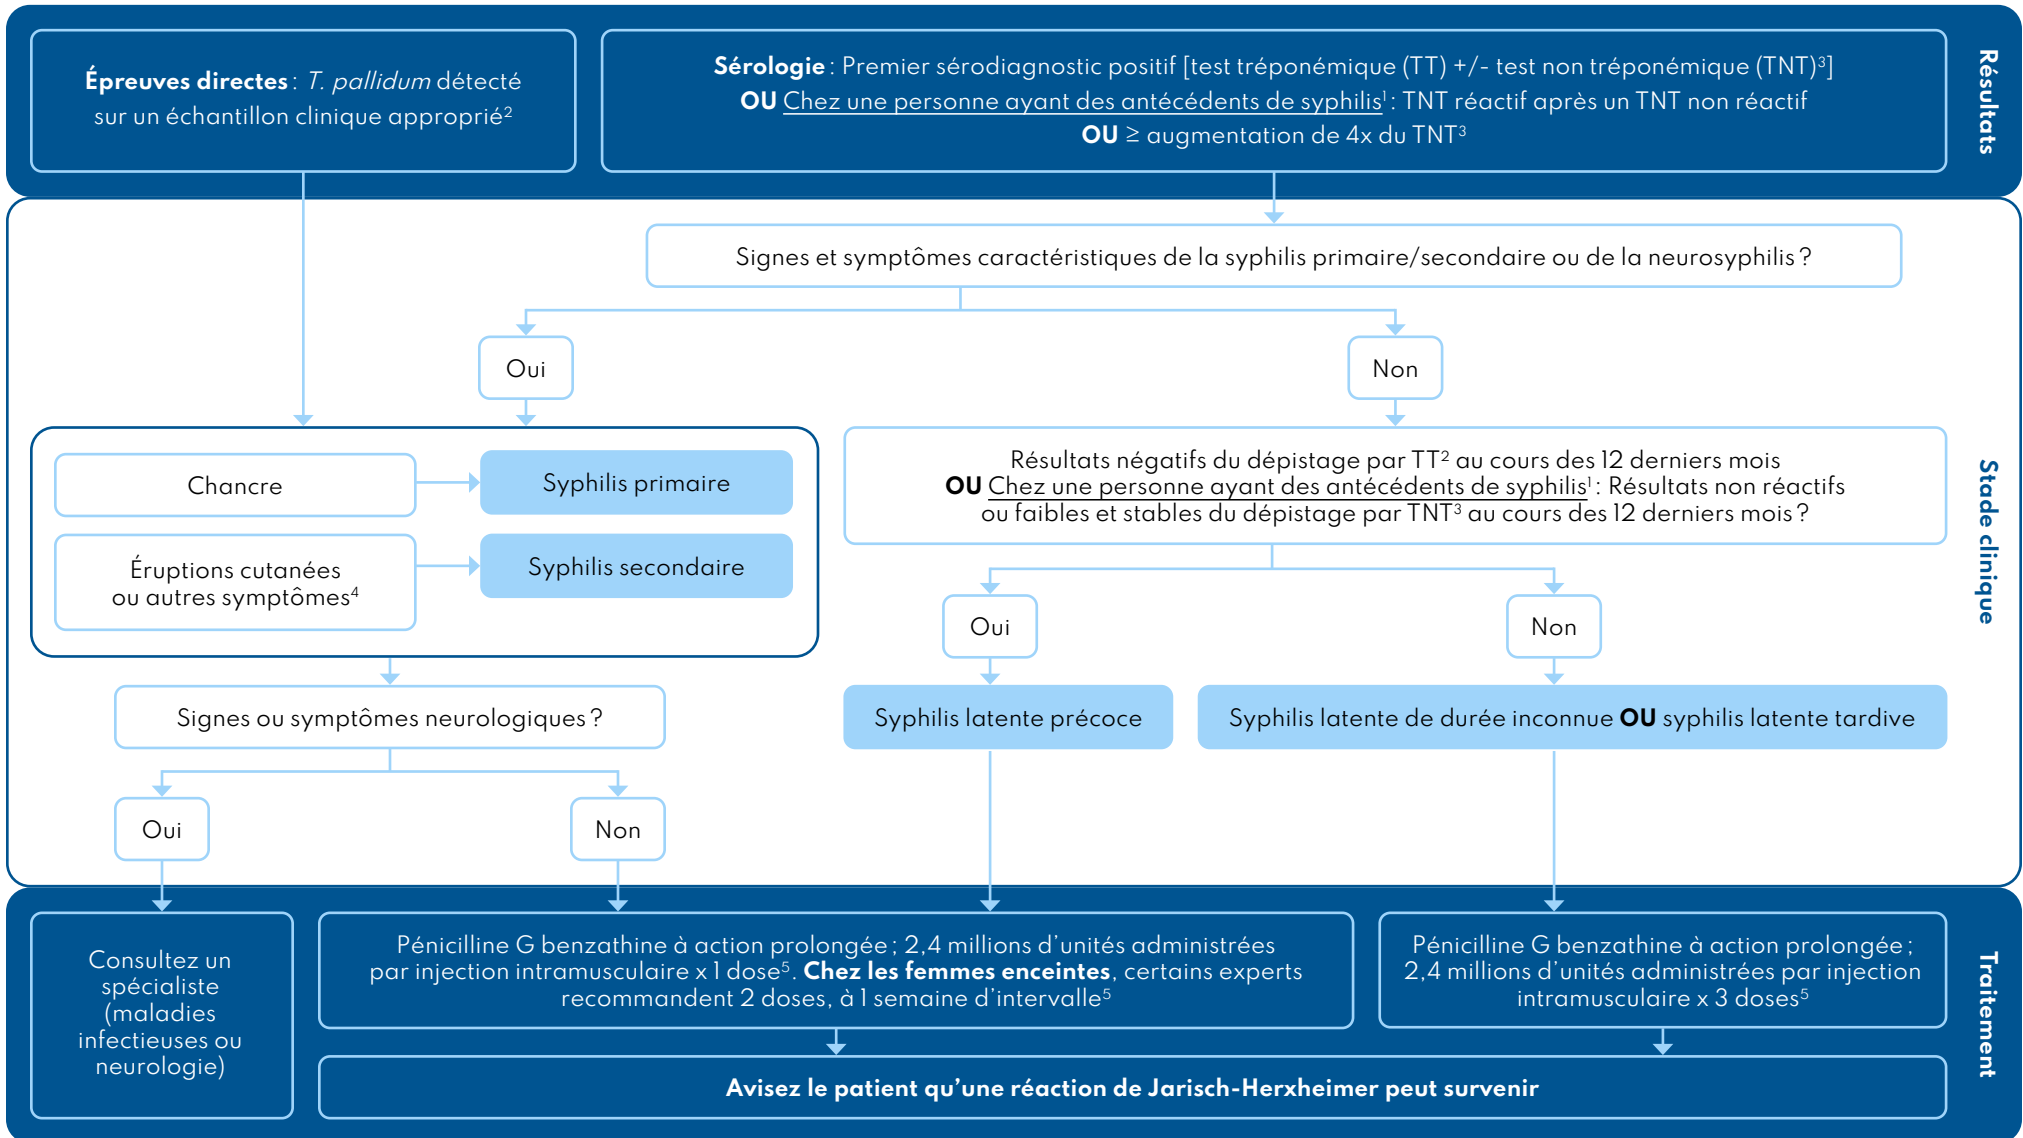 Épreuves directes : T. pallidum détecté
sur un échantillon clinique approprié²
Sérologie : Premier sérodiagnostic positif [test tréponémique (TT) +/- test non tréponémique (TNT)³]
OU Chez une personne ayant des antécédents de syphilis¹ : TNT réactif après un TNT non réactif
OU ≥ augmentation de 4x du TNT³
Résultats
Signes et symptômes caractéristiques de la syphilis primaire/secondaire ou de la neurosyphilis ?
Oui
Non
Chancre
Syphilis primaire
Éruptions cutanées
ou autres symptômes⁴
Syphilis secondaire
Résultats négatifs du dépistage par TT² au cours des 12 derniers mois
OU Chez une personne ayant des antécédents de syphilis¹ : Résultats non réactifs
ou faibles et stables du dépistage par TNT³ au cours des 12 derniers mois ?
Stade clinique
Oui
Non
Signes ou symptômes neurologiques ?
Syphilis latente précoce
Syphilis latente de durée inconnue OU syphilis latente tardive
Oui
Non
Consultez un
spécialiste
(maladies
infectieuses ou
neurologie)
Pénicilline G benzathine à action prolongée ; 2,4 millions d’unités administrées
par injection intramusculaire x 1 dose⁵. Chez les femmes enceintes, certains experts
recommandent 2 doses, à 1 semaine d’intervalle⁵
Pénicilline G benzathine à action prolongée ;
2,4 millions d’unités administrées par injection
intramusculaire x 3 doses⁵
Traitement
Avisez le patient qu’une réaction de Jarisch-Herxheimer peut survenir